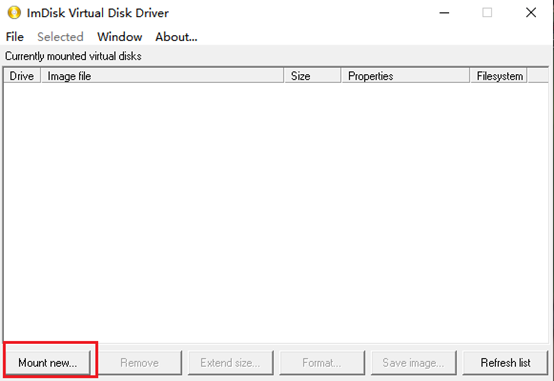 ImDisk Virtual Disk Driver
File Selected Window About...
Currently mounted virtual disks
Drive Image file Size Properties Filesystem
Mount new... Remove Extend size... Format... Save image... Refresh list